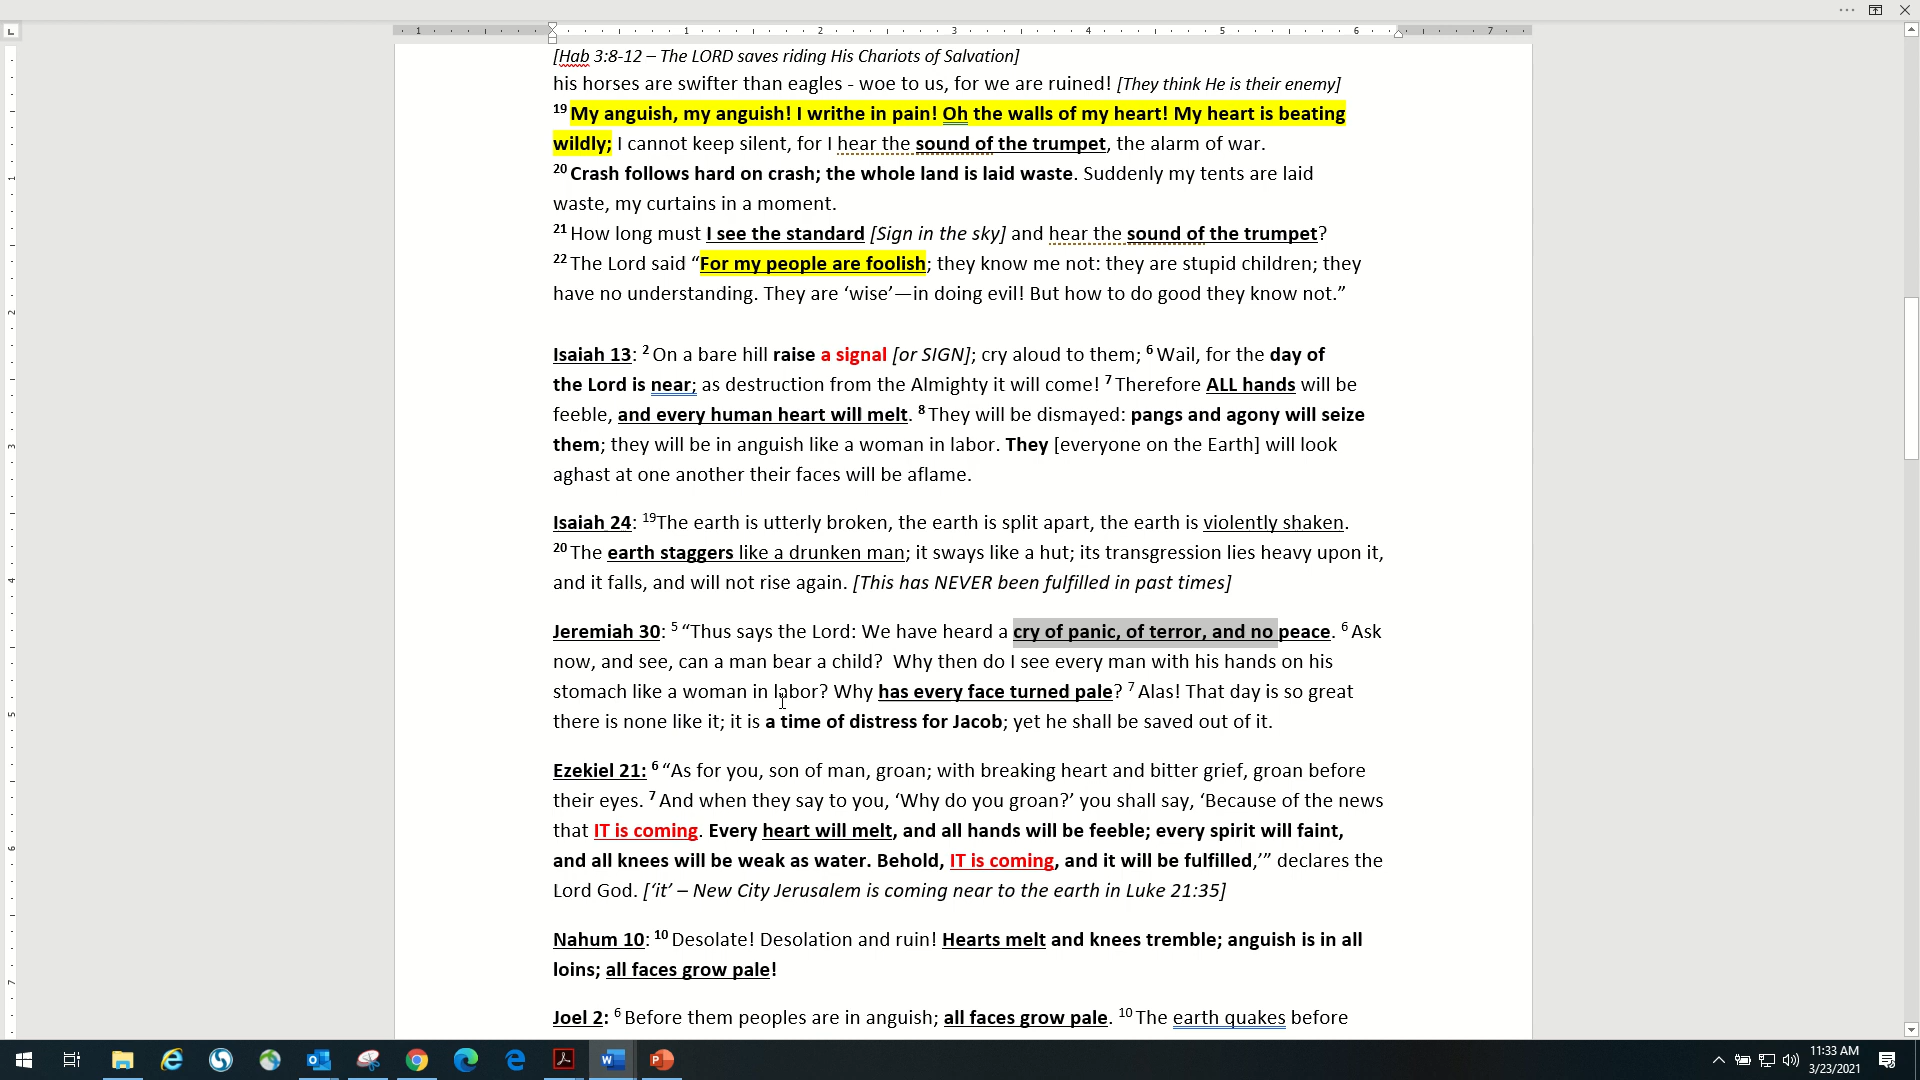 1 1 2 3 4 5 6 7
[Hab 3:8-12 – The LORD saves riding His Chariots of Salvation]
his horses are swifter than eagles - woe to us, for we are ruined! [They think He is their enemy]
19 My anguish, my anguish! I writhe in pain! Oh the walls of my heart! My heart is beating
wildly; I cannot keep silent, for I hear the sound of the trumpet, the alarm of war.
20 Crash follows hard on crash; the whole land is laid waste. Suddenly my tents are laid
waste, my curtains in a moment.
21 How long must I see the standard [Sign in the sky] and hear the sound of the trumpet?
22 The Lord said “For my people are foolish; they know me not: they are stupid children; they
have no understanding. They are ‘wise’—in doing evil! But how to do good they know not.”
Isaiah 13: 2 On a bare hill raise a signal [or SIGN]; cry aloud to them; 6 Wail, for the day of
the Lord is near; as destruction from the Almighty it will come! 7 Therefore ALL hands will be
feeble, and every human heart will melt. 8 They will be dismayed: pangs and agony will seize
them; they will be in anguish like a woman in labor. They [everyone on the Earth] will look
aghast at one another their faces will be aflame.
Isaiah 24: 19The earth is utterly broken, the earth is split apart, the earth is violently shaken.
20 The earth staggers like a drunken man; it sways like a hut; its transgression lies heavy upon it,
and it falls, and will not rise again. [This has NEVER been fulfilled in past times]
Jeremiah 30: 5 “Thus says the Lord: We have heard a cry of panic, of terror, and no peace. 6 Ask
now, and see, can a man bear a child?  Why then do I see every man with his hands on his
stomach like a woman in labor? Why has every face turned pale? 7 Alas! That day is so great
there is none like it; it is a time of distress for Jacob; yet he shall be saved out of it.
Ezekiel 21: 6 “As for you, son of man, groan; with breaking heart and bitter grief, groan before
their eyes. 7 And when they say to you, ‘Why do you groan?’ you shall say, ‘Because of the news
that IT is coming. Every heart will melt, and all hands will be feeble; every spirit will faint,
and all knees will be weak as water. Behold, IT is coming, and it will be fulfilled,’” declares the
Lord God. [‘it’ – New City Jerusalem is coming near to the earth in Luke 21:35]
Nahum 10: 10 Desolate! Desolation and ruin! Hearts melt and knees tremble; anguish is in all
loins; all faces grow pale!
Joel 2: 6 Before them peoples are in anguish; all faces grow pale. 10 The earth quakes before
1
2
3
4
5
6
7
11:33 AM
3/23/2021